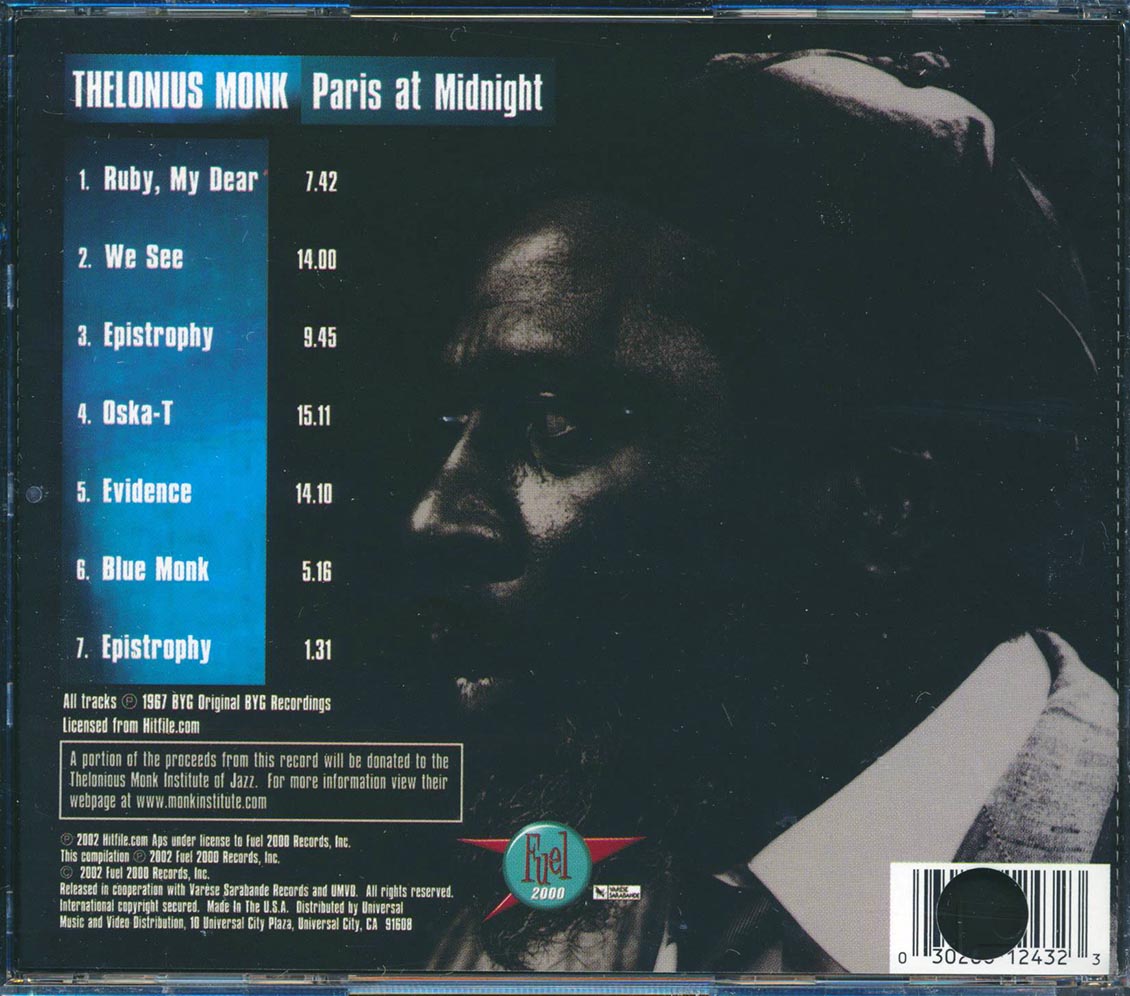 THELONIUS MONK Paris at Midnight
1. Ruby, My Dear 7.42
2. We See 14.00
3. Epistrophy 9.45
4. Oska-T 15.11
5. Evidence 14.10
6. Blue Monk 5.16
7. Epistrophy 1.31
All tracks ℗ 1967 BYG Original BYG Recordings
Licensed from Hitfile.com
A portion of the proceeds from this record will be donated to the
Thelonious Monk Institute of Jazz. For more information view their
webpage at www.monkinstitute.com
℗ 2002 Hitfile.com Aps under license to Fuel 2000 Records, Inc.
This compilation ℗ 2002 Fuel 2000 Records, Inc.
© 2002 Fuel 2000 Records, Inc.
Released in cooperation with Varèse Sarabande Records and UMVD. All rights reserved.
International copyright secured. Made In The U.S.A. Distributed by Universal
Music and Video Distribution, 10 Universal City Plaza, Universal City, CA 91608
Fuel
2000
VARÈSE
SARABANDE
0 12432 3